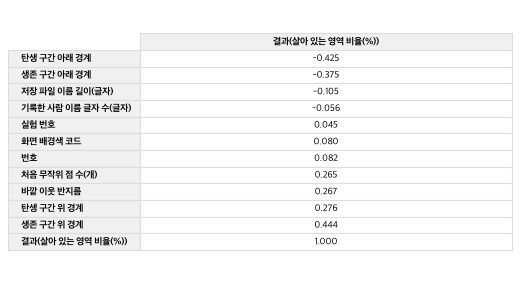 결과(살아 있는 영역 비율(%))
탄생 구간 아래 경계 -0.425
생존 구간 아래 경계 -0.375
저장 파일 이름 길이(글자) -0.105
기록한 사람 이름 글자 수(글자) -0.056
실험 번호 0.045
화면 배경색 코드 0.080
번호 0.082
처음 무작위 점 수(개) 0.265
바깥 이웃 반지름 0.267
탄생 구간 위 경계 0.276
생존 구간 위 경계 0.444
결과(살아 있는 영역 비율(%)) 1.000